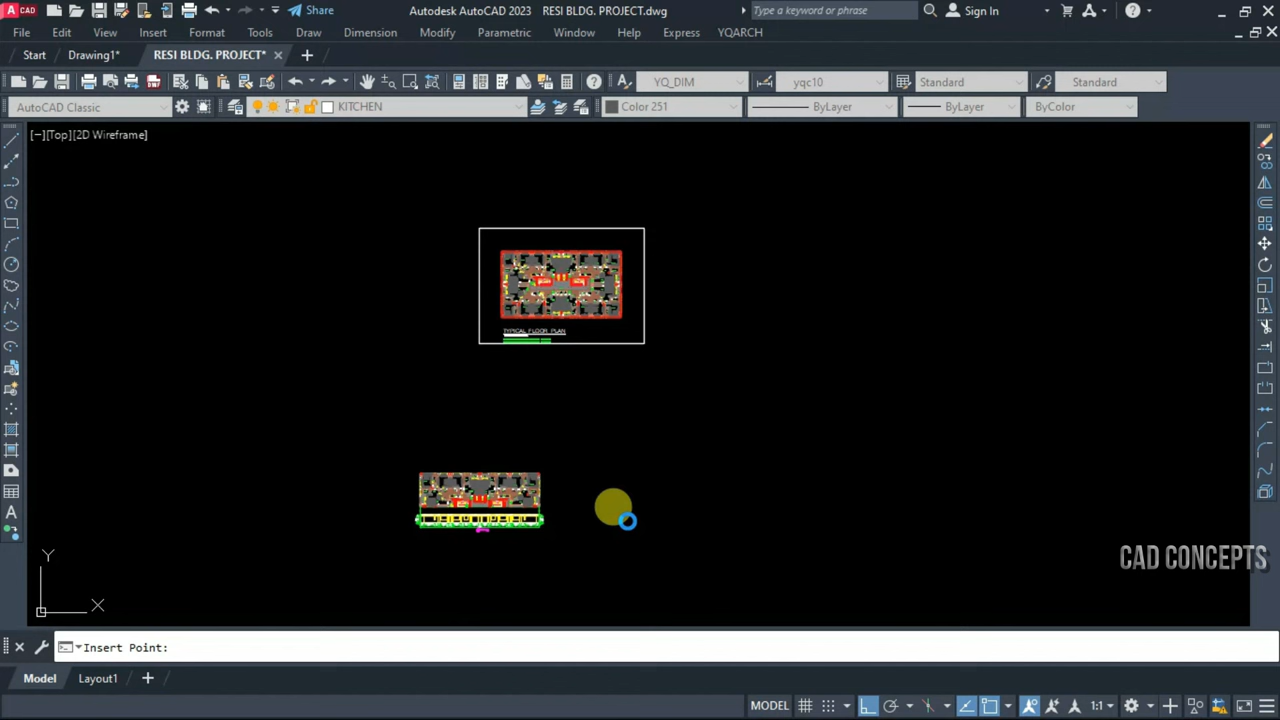 CAD
Share
Autodesk AutoCAD 2023 RESI BLDG. PROJECT.dwg
Type a keyword or phrase
Sign In
File Edit View Insert Format Tools Draw Dimension Modify Parametric Window Help Express YQARCH
Start Drawing1* RESI BLDG. PROJECT*
YQ_DIM yqc10 Standard Standard
AutoCAD Classic KITCHEN Color 251 ByLayer ByLayer ByColor
[−][Top][2D Wireframe]
TYPICAL FLOOR PLAN
CAD CONCEPTS
Y
X
Insert Point:
Model Layout1
MODEL 1:1